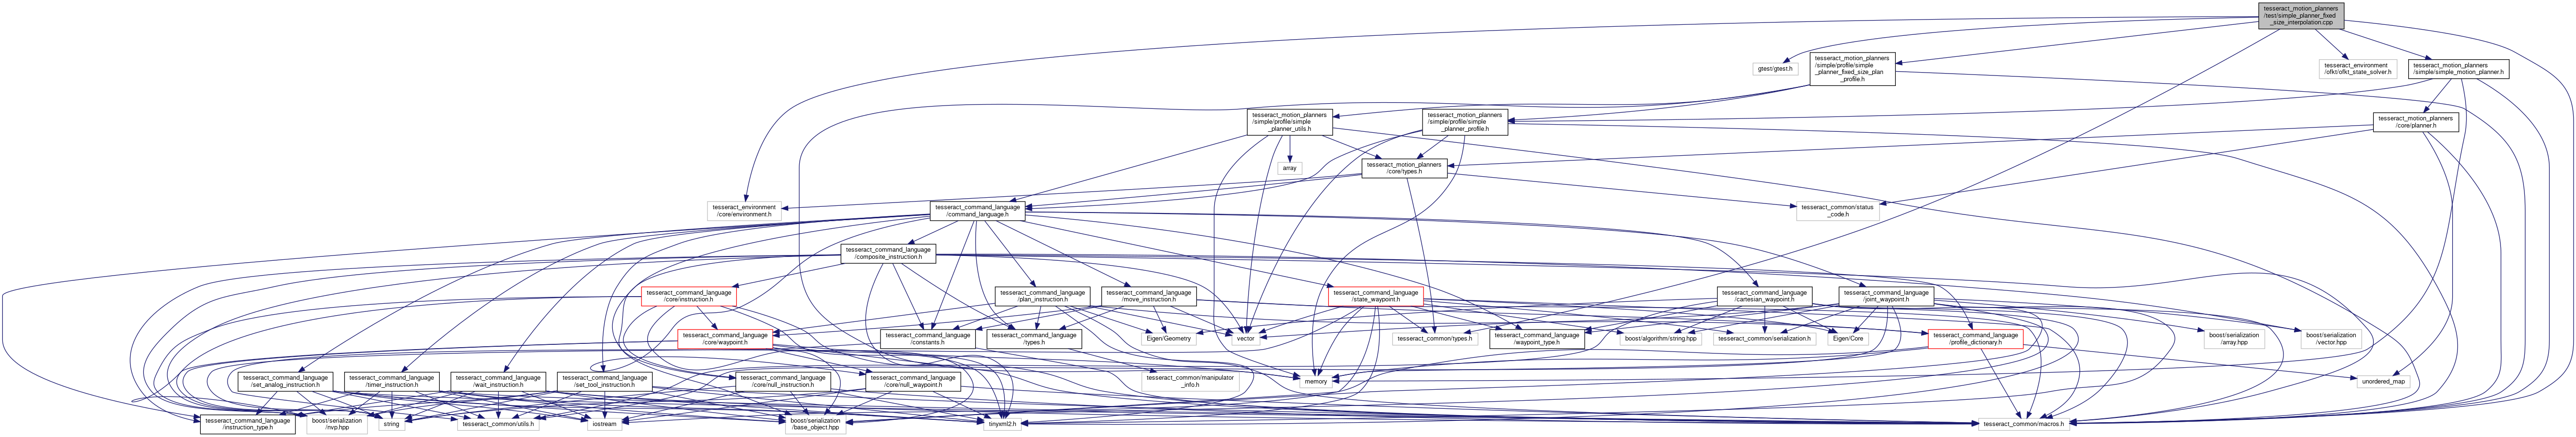 tesseract_motion_planners
/test/simple_planner_fixed
_size_interpolation.cpp
gtest/gtest.h
tesseract_motion_planners
/simple/profile/simple
_planner_fixed_size_plan
_profile.h
tesseract_environment
/ofkt/ofkt_state_solver.h
tesseract_motion_planners
/simple/simple_motion_planner.h
tesseract_motion_planners
/simple/profile/simple
_planner_utils.h
tesseract_motion_planners
/simple/profile/simple
_planner_profile.h
tesseract_motion_planners
/core/planner.h
array
tesseract_motion_planners
/core/types.h
tesseract_environment
/core/environment.h
tesseract_command_language
/command_language.h
tesseract_common/status
_code.h
tesseract_command_language
/composite_instruction.h
tesseract_command_language
/core/instruction.h
tesseract_command_language
/plan_instruction.h
tesseract_command_language
/move_instruction.h
tesseract_command_language
/state_waypoint.h
tesseract_command_language
/cartesian_waypoint.h
tesseract_command_language
/joint_waypoint.h
tesseract_command_language
/core/waypoint.h
tesseract_command_language
/constants.h
tesseract_command_language
/types.h
Eigen/Geometry
vector
tesseract_common/types.h
tesseract_command_language
/waypoint_type.h
boost/algorithm/string.hpp
tesseract_common/serialization.h
Eigen/Core
tesseract_command_language
/profile_dictionary.h
boost/serialization
/array.hpp
boost/serialization
/vector.hpp
tesseract_command_language
/set_analog_instruction.h
tesseract_command_language
/timer_instruction.h
tesseract_command_language
/wait_instruction.h
tesseract_command_language
/set_tool_instruction.h
tesseract_command_language
/core/null_instruction.h
tesseract_command_language
/core/null_waypoint.h
tesseract_common/manipulator
_info.h
memory
unordered_map
tesseract_command_language
/instruction_type.h
boost/serialization
/nvp.hpp
string
tesseract_common/utils.h
iostream
boost/serialization
/base_object.hpp
tinyxml2.h
tesseract_common/macros.h